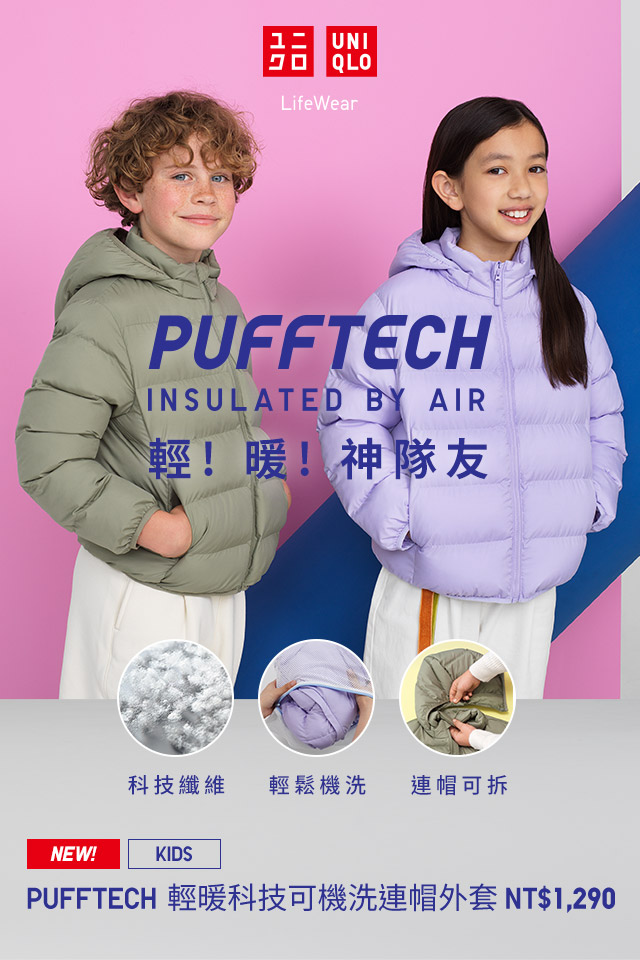 ユニクロ
UNIQLO
LifeWear
PUFFTECH
INSULATED BY AIR
輕！暖！神隊友
科技纖維
輕鬆機洗
連帽可拆
NEW!
KIDS
PUFFTECH 輕暖科技可機洗連帽外套 NT$1,290